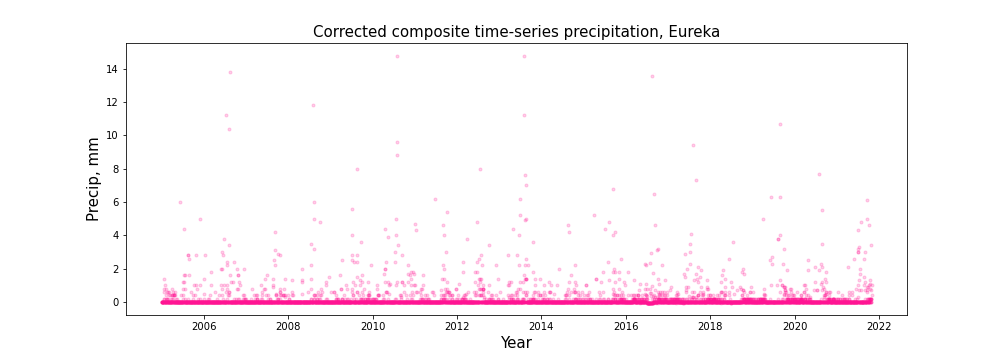 Corrected composite time-series precipitation, Eureka
Precip, mm
14
12
10
8
6
4
2
0
2006 2008 2010 2012 2014 2016 2018 2020 2022
Year